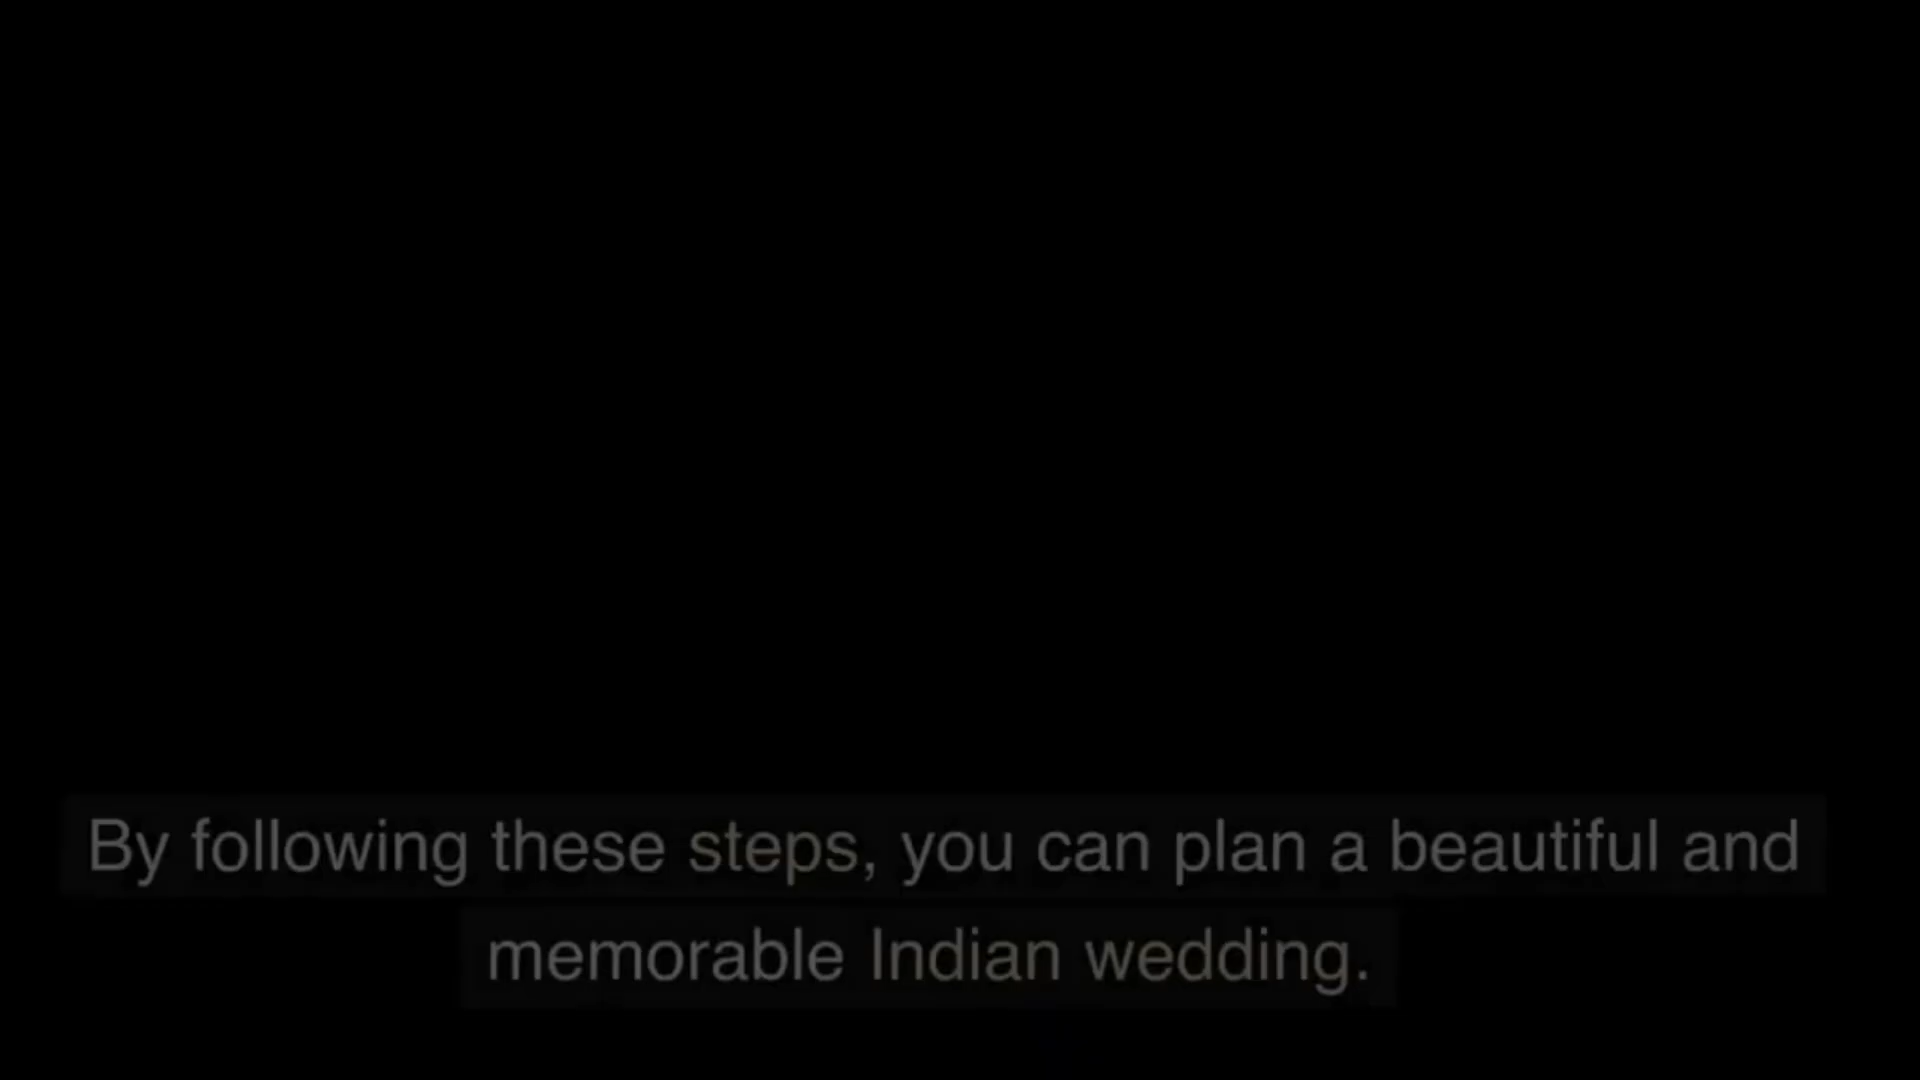 By following these steps, you can plan a beautiful and
memorable Indian wedding.